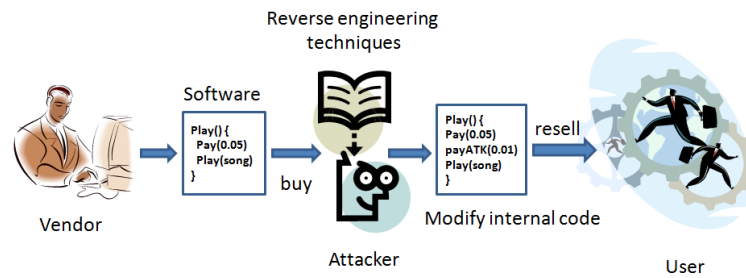 Reverse engineering
techniques
Software
Play() {
Pay(0.05)
Play(song)
}
buy
Play() {
Pay(0.05)
payATK(0.01)
Play(song)
}
resell
Vendor
Attacker
Modify internal code
User